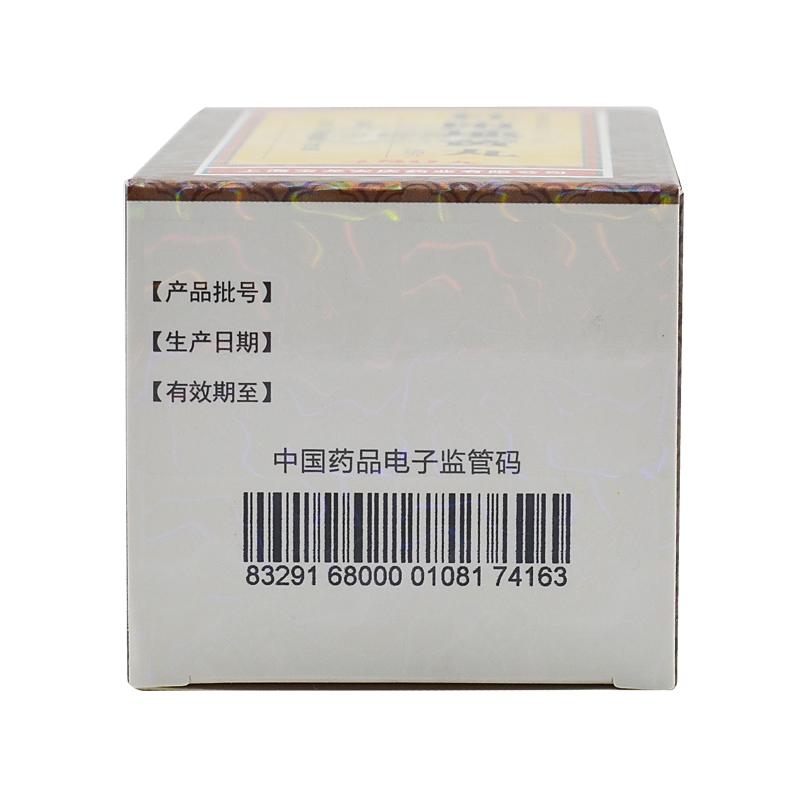 【产品批号】
【生产日期】
【有效期至】
中国药品电子监管码
83291 68000 01081 74163